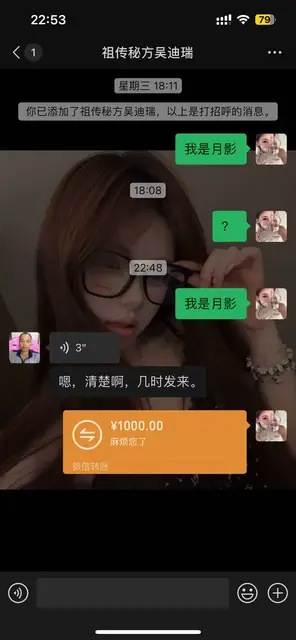 22:53
79
1
祖传秘方吴迪瑞
星期三 18:11
你已添加了祖传秘方吴迪瑞，以上是打招呼的消息。
我是月影
18:08
？
22:48
我是月影
3"
嗯，清楚啊，几时发来。
¥1000.00
麻烦您了
微信转账